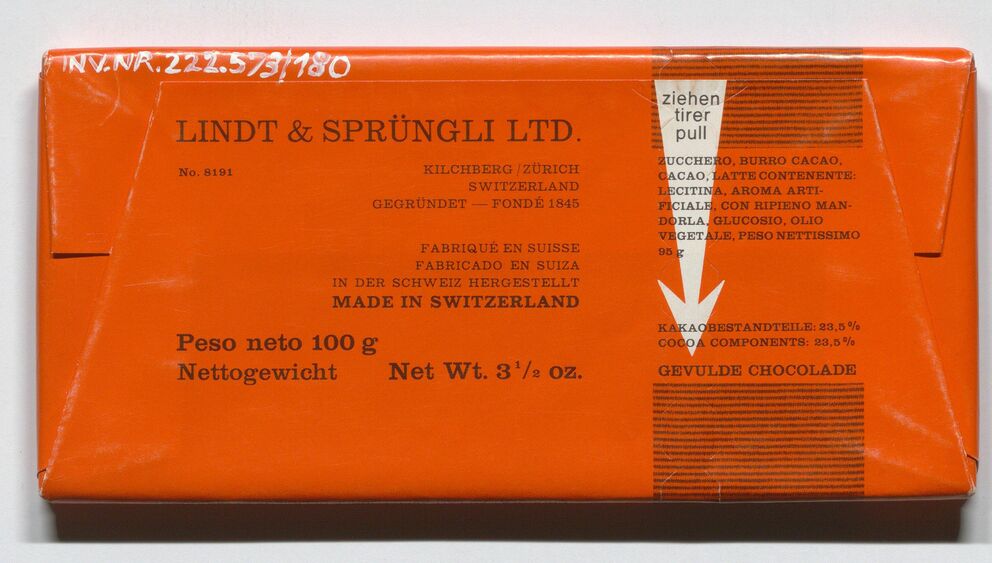 INV.NR.222.573/180
LINDT & SPRÜNGLI LTD.
No. 8191
KILCHBERG/ZÜRICH
SWITZERLAND
GEGRÜNDET — FONDÉ 1845
FABRIQUÉ EN SUISSE
FABRICADO EN SUIZA
IN DER SCHWEIZ HERGESTELLT
MADE IN SWITZERLAND
Peso neto 100 g
Nettogewicht Net Wt. 3 1/2 oz.
ziehen
tirer
pull
ZUCCHERO, BURRO CACAO,
CACAO, LATTE CONTENENTE:
LECITINA, AROMA ARTI-
FICIALE, CON RIPIENO MAN-
DORLA, GLUCOSIO, OLIO
VEGETALE, PESO NETTISSIMO
95 g
KAKAOBESTANDTEILE: 23,5%
COCOA COMPONENTS: 23,5%
GEVULDE CHOCOLADE